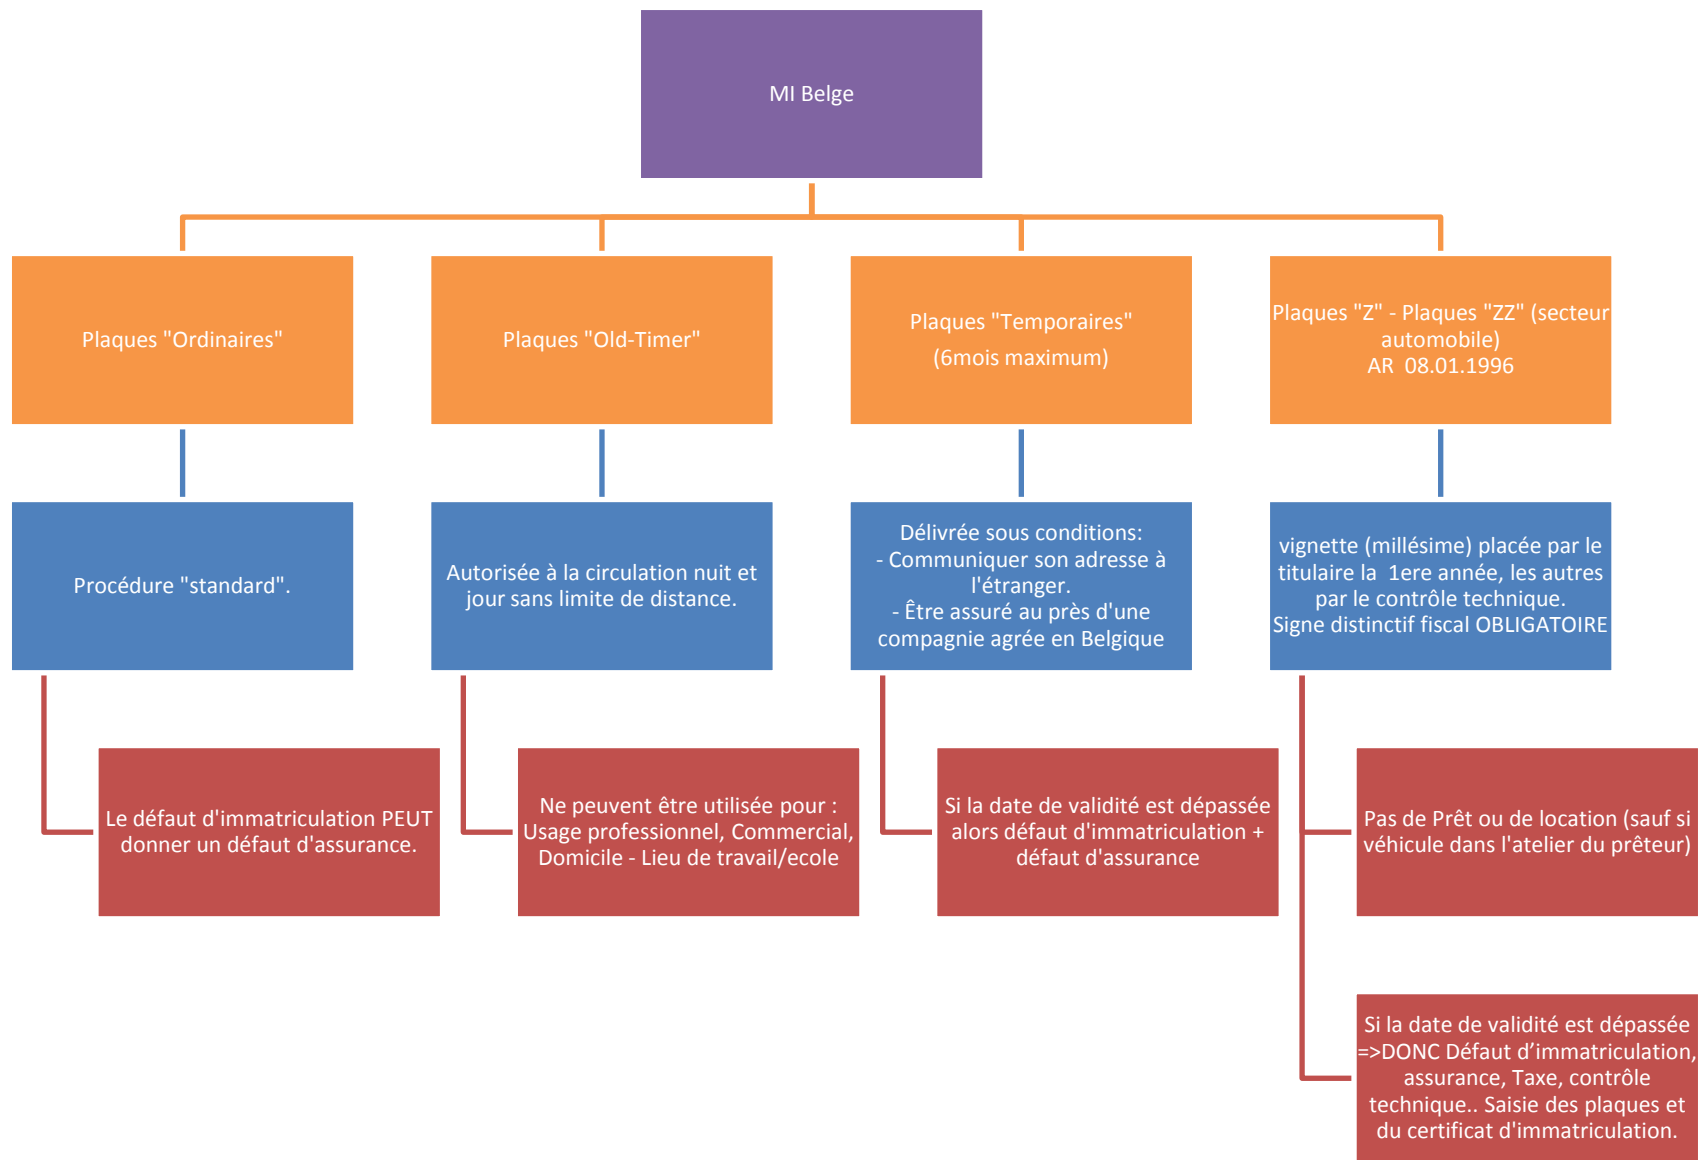 MI Belge
Plaques "Ordinaires"
Plaques "Old-Timer"
Plaques "Temporaires"
(6mois maximum)
Plaques "Z" - Plaques "ZZ" (secteur
automobile)
AR  08.01.1996
Procédure "standard".
Autorisée à la circulation nuit et
jour sans limite de distance.
Délivrée sous conditions:
- Communiquer son adresse à
l'étranger.
- Être assuré au près d'une
compagnie agrée en Belgique
vignette (millésime) placée par le
titulaire la  1ere année, les autres
par le contrôle technique.
Signe distinctif fiscal OBLIGATOIRE
Le défaut d'immatriculation PEUT
donner un défaut d'assurance.
Ne peuvent être utilisée pour :
Usage professionnel, Commercial,
Domicile - Lieu de travail/ecole
Si la date de validité est dépassée
alors défaut d'immatriculation +
défaut d'assurance
Pas de Prêt ou de location (sauf si
véhicule dans l'atelier du prêteur)
Si la date de validité est dépassée
=>DONC Défaut d’immatriculation,
assurance, Taxe, contrôle
technique.. Saisie des plaques et
du certificat d'immatriculation.